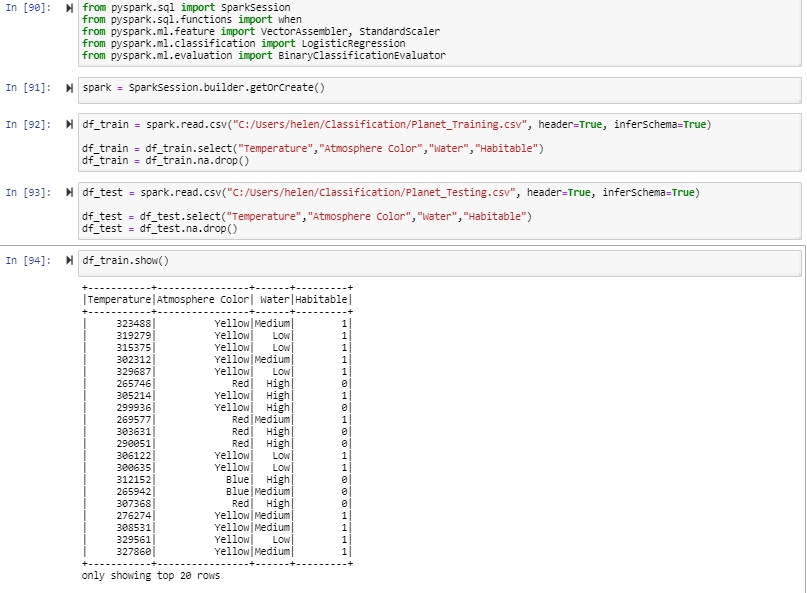 In [90]: from pyspark.sql import SparkSession
from pyspark.sql.functions import when
from pyspark.ml.feature import VectorAssembler, StandardScaler
from pyspark.ml.classification import LogisticRegression
from pyspark.ml.evaluation import BinaryClassificationEvaluator
In [91]: spark = SparkSession.builder.getOrCreate()
In [92]: df_train = spark.read.csv("C:/Users/helen/Classification/Planet_Training.csv", header=True, inferSchema=True)
df_train = df_train.select("Temperature","Atmosphere Color","Water","Habitable")
df_train = df_train.na.drop()
In [93]: df_test = spark.read.csv("C:/Users/helen/Classification/Planet_Testing.csv", header=True, inferSchema=True)
df_test = df_test.select("Temperature","Atmosphere Color","Water","Habitable")
df_test = df_test.na.drop()
In [94]: df_train.show()
+-----------+----------------+------+---------+
|Temperature|Atmosphere Color| Water|Habitable|
+-----------+----------------+------+---------+
|     323488|          Yellow|Medium|        1|
|     319279|          Yellow|   Low|        1|
|     315375|          Yellow|   Low|        1|
|     302312|          Yellow|Medium|        1|
|     329687|          Yellow|   Low|        1|
|     265746|             Red|  High|        0|
|     305214|          Yellow|  High|        1|
|     299936|          Yellow|  High|        0|
|     269577|             Red|Medium|        1|
|     303631|             Red|  High|        0|
|     290051|             Red|  High|        0|
|     306122|          Yellow|   Low|        1|
|     300635|          Yellow|   Low|        1|
|     312152|            Blue|  High|        0|
|     265942|            Blue|Medium|        0|
|     307368|             Red|  High|        0|
|     276274|          Yellow|Medium|        1|
|     308531|          Yellow|Medium|        1|
|     329561|          Yellow|   Low|        1|
|     327860|          Yellow|Medium|        1|
+-----------+----------------+------+---------+
only showing top 20 rows